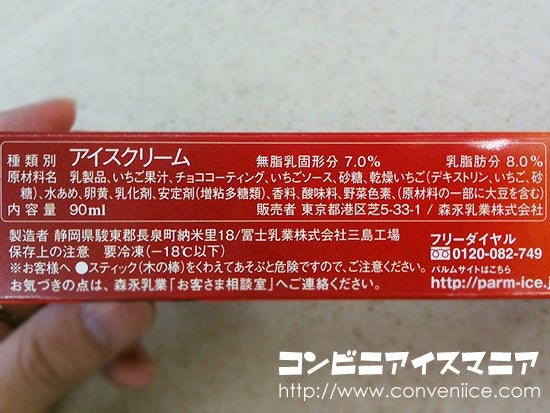 種類別 アイスクリーム 無脂乳固形分 7.0% 乳脂肪分 8.0%
原材料名 乳製品、いちご果汁、チョココーティング、いちごソース、砂糖、乾燥いちご(デキストリン、いちご、砂
糖)、水あめ、卵黄、乳化剤、安定剤(増粘多糖類)、香料、酸味料、野菜色素、(原材料の一部に大豆を含む)
内容量 90ml 販売者 東京都港区芝5-33-1/森永乳業株式会社
製造者 静岡県駿東郡長泉町納米里18/冨士乳業株式会社三島工場
保存上の注意 要冷凍(-18℃以下)
※お客様へ ●スティック(木の棒)をくわえてあそぶと危険ですので、ご注意ください。
お気づきの点は、森永乳業「お客さま相談室」へご連絡ください。
フリーダイヤル
0120-082-749
パルムサイトはこちら
http://parm-ice.j
コンビニアイスマニア
http://www.conveniice.com